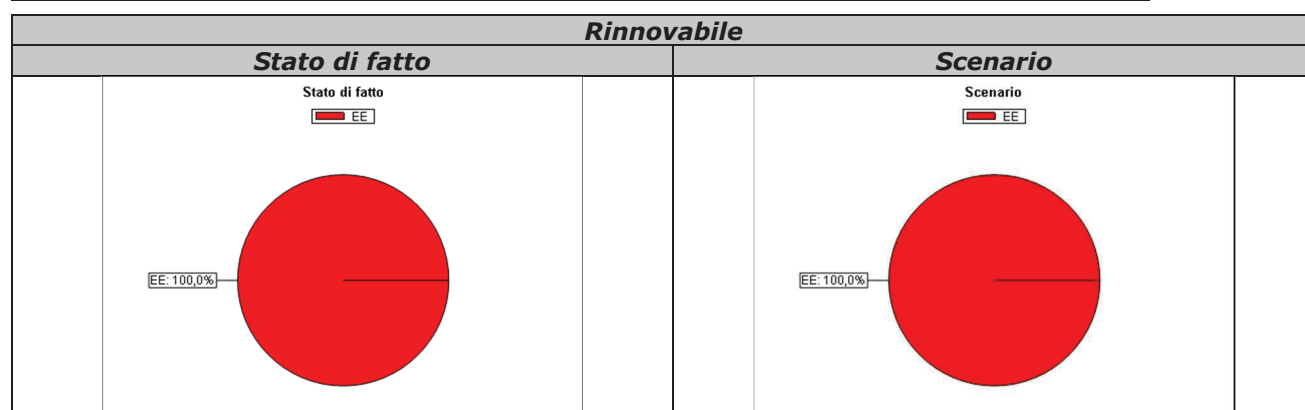 Rinnovabile
Stato di fatto
Scenario
Stato di fatto
EE
EE: 100,0%
Scenario
EE
EE: 100,0%